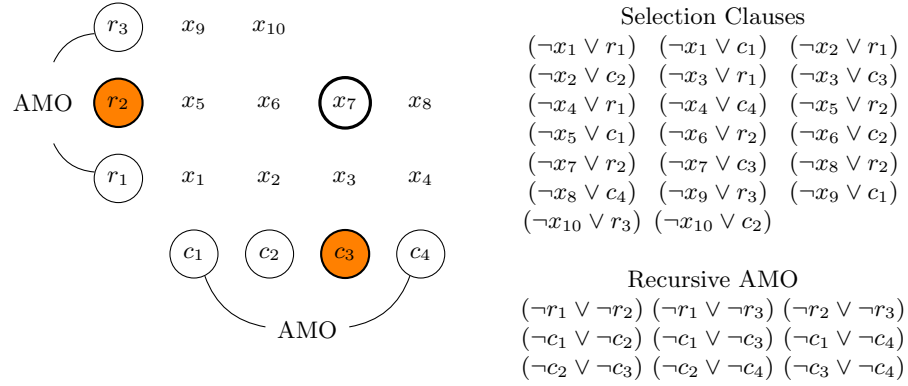 r₃ x₉ x₁₀
AMO r₂ x₅ x₆ x₇ x₈
r₁ x₁ x₂ x₃ x₄
c₁ c₂ c₃ c₄
AMO
Selection Clauses
(¬x₁ ∨ r₁) (¬x₁ ∨ c₁) (¬x₂ ∨ r₁)
(¬x₂ ∨ c₂) (¬x₃ ∨ r₁) (¬x₃ ∨ c₃)
(¬x₄ ∨ r₁) (¬x₄ ∨ c₄) (¬x₅ ∨ r₂)
(¬x₅ ∨ c₁) (¬x₆ ∨ r₂) (¬x₆ ∨ c₂)
(¬x₇ ∨ r₂) (¬x₇ ∨ c₃) (¬x₈ ∨ r₂)
(¬x₈ ∨ c₄) (¬x₉ ∨ r₃) (¬x₉ ∨ c₁)
(¬x₁₀ ∨ r₃) (¬x₁₀ ∨ c₂)
Recursive AMO
(¬r₁ ∨ ¬r₂) (¬r₁ ∨ ¬r₃) (¬r₂ ∨ ¬r₃)
(¬c₁ ∨ ¬c₂) (¬c₁ ∨ ¬c₃) (¬c₁ ∨ ¬c₄)
(¬c₂ ∨ ¬c₃) (¬c₂ ∨ ¬c₄) (¬c₃ ∨ ¬c₄)